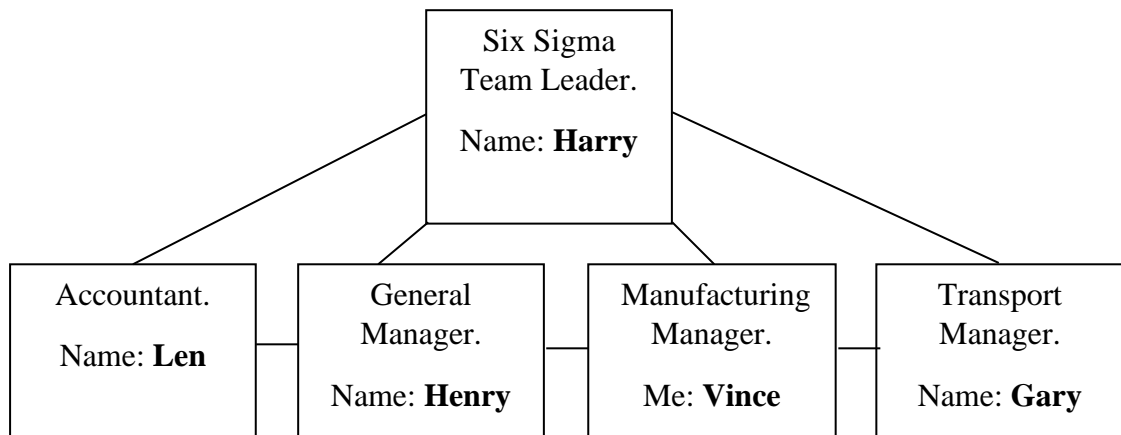 Six Sigma
Team Leader.
Name: Harry
Accountant.
Name: Len
General
Manager.
Name: Henry
Manufacturing
Manager.
Me: Vince
Transport
Manager.
Name: Gary